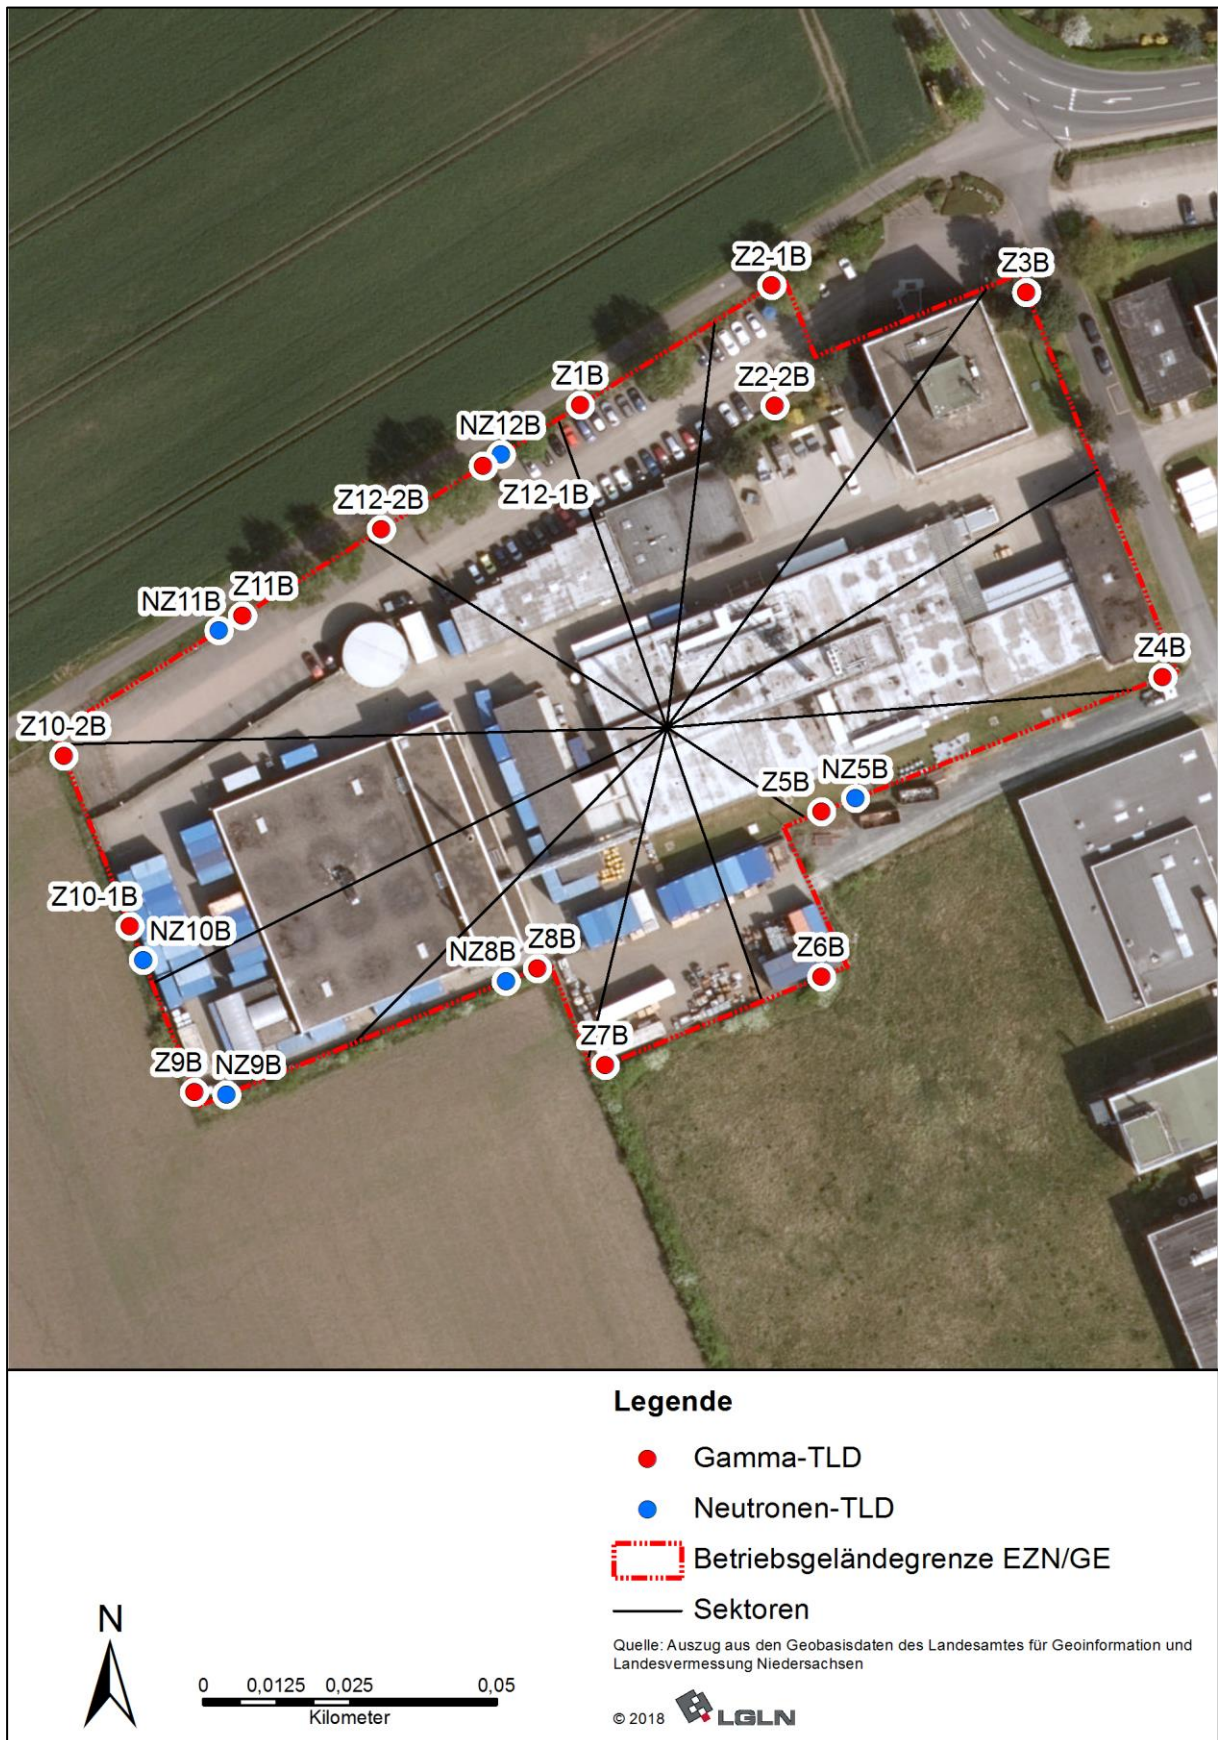 Z2-1B
Z3B
Z1B
Z2-2B
NZ12B
Z12-1B
Z12-2B
NZ11B
Z11B
Z4B
Z10-2B
Z5B
NZ5B
Z10-1B
NZ10B
NZ8B
Z8B
Z6B
Z7B
Z9B
NZ9B
Legende
Gamma-TLD
Neutronen-TLD
Betriebsgeländegrenze EZN/GE
Sektoren
Quelle: Auszug aus den Geobasisdaten des Landesamtes für Geoinformation und
Landesvermessung Niedersachsen
© 2018 LGLN
N
0 0,0125 0,025 0,05
Kilometer